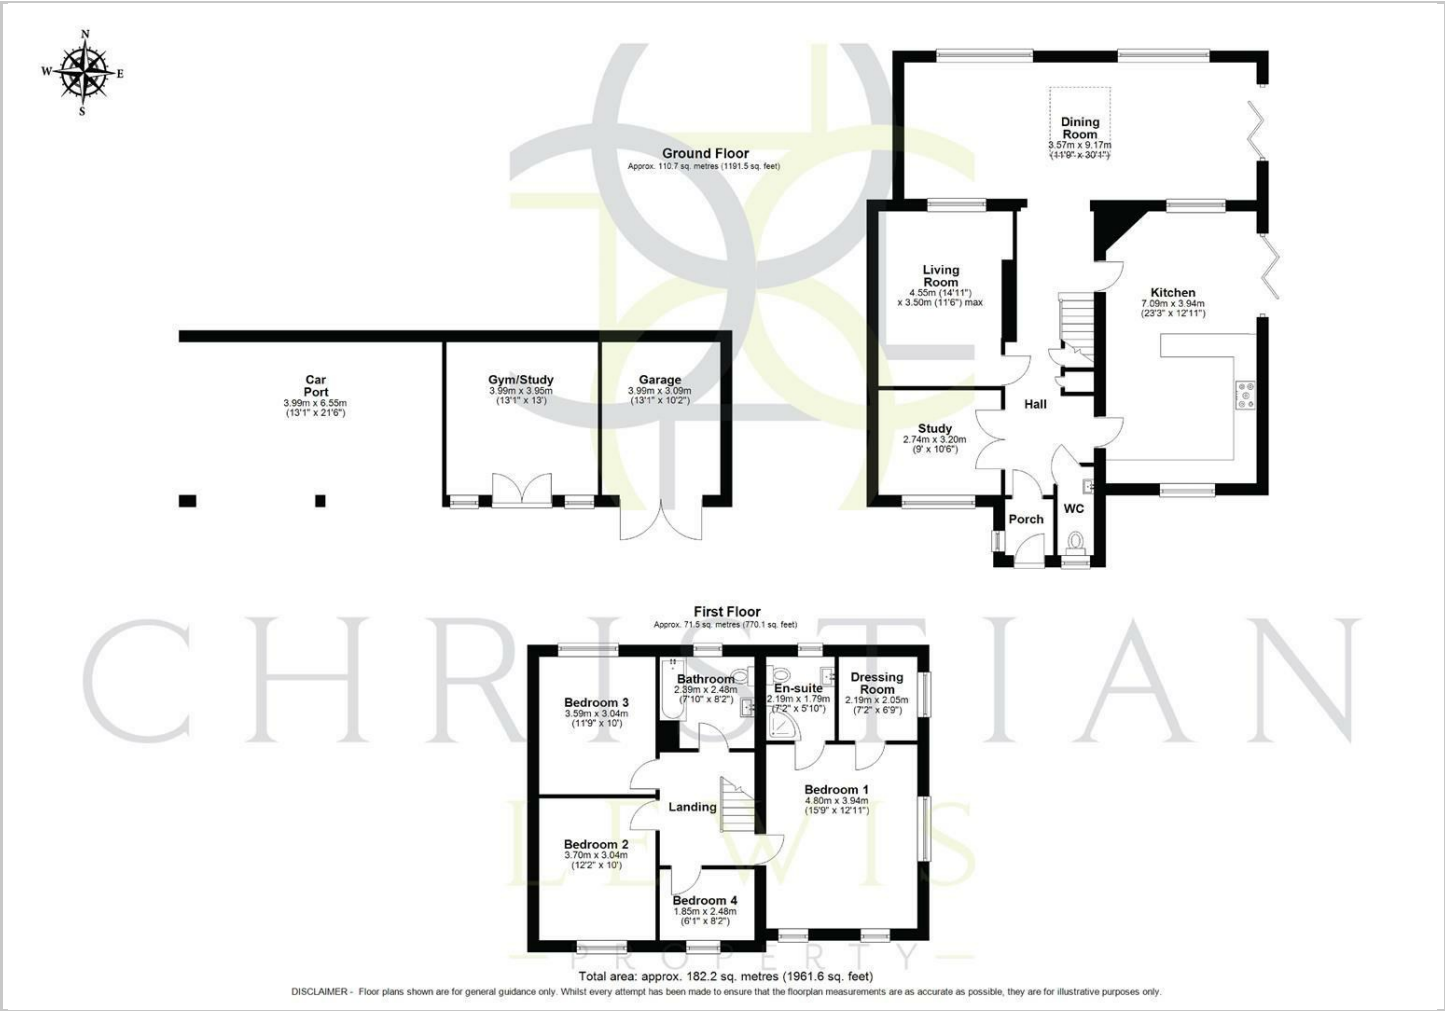 N
W E
S
Ground Floor
Approx. 110.7 sq. metres (1191.5 sq. feet)
Dining
Room
3.57m x 9.17m
(11'9" x 30'1")
Living
Room
4.55m (14'11")
x 3.50m (11'6") max
Kitchen
7.09m x 3.94m
(23'3" x 12'11")
Car
Port
3.99m x 6.55m
(13'1" x 21'6")
Gym/Study
3.99m x 3.95m
(13'1" x 13')
Garage
3.99m x 3.09m
(13'1" x 10'2")
Hall
Study
2.74m x 3.20m
(9' x 10'6")
WC
Porch
First Floor
Approx. 71.5 sq. metres (770.1 sq. feet)
CHRISTIAN
Bathroom
2.39m x 2.48m
(7'10" x 8'2")
En-suite
2.19m x 1.79m
(7'2" x 5'10")
Dressing
Room
2.19m x 2.05m
(7'2" x 6'9")
Bedroom 3
3.59m x 3.04m
(11'9" x 10')
Bedroom 1
4.80m x 3.94m
(15'9" x 12'11")
Landing
LEWIS
Bedroom 2
3.70m x 3.04m
(12'2" x 10')
Bedroom 4
1.85m x 2.48m
(6'1" x 8'2")
PROPERTY
Total area: approx. 182.2 sq. metres (1961.6 sq. feet)
DISCLAIMER - Floor plans shown are for general guidance only. Whilst every attempt has been made to ensure that the floorplan measurements are as accurate as possible, they are for illustrative purposes only.